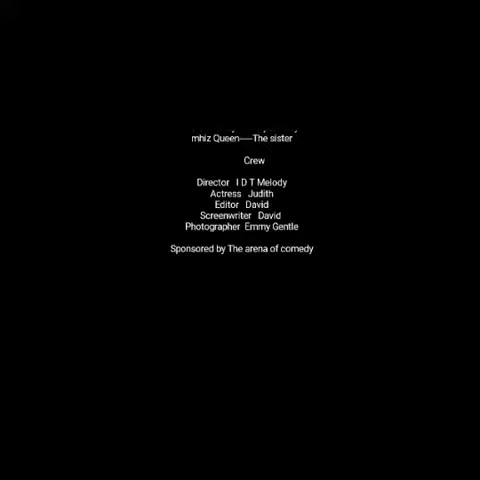 mhiz Queen----The sister
Crew
Director I D T Melody
Actress Judith
Editor David
Screenwriter David
Photographer Emmy Gentle
Sponsored by The arena of comedy